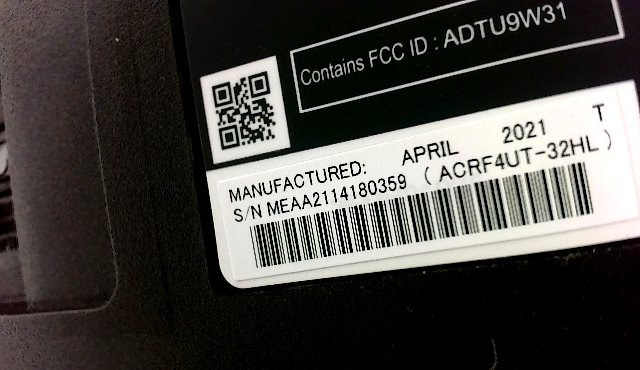 Contains FCC ID : ADTU9W31
MANUFACTURED: APRIL 2021 T
S/N MEAA2114180359 (ACRF4UT-32HL)